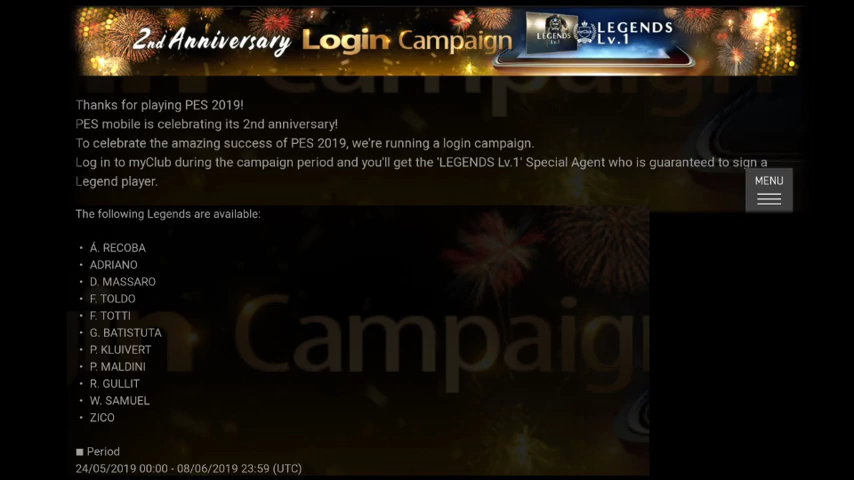 2nd Anniversary Login Campaign
LEGENDS
Lv.1
LEGENDS
Lv.1
Thanks for playing PES 2019!
PES mobile is celebrating its 2nd anniversary!
To celebrate the amazing success of PES 2019, we're running a login campaign.
Log in to myClub during the campaign period and you'll get the 'LEGENDS Lv.1' Special Agent who is guaranteed to sign a
Legend player.
MENU
The following Legends are available:
• Á. RECOBA
• ADRIANO
• D. MASSARO
• F. TOLDO
• F. TOTTI
• G. BATISTUTA
• P. KLUIVERT
• P. MALDINI
• R. GULLIT
• W. SAMUEL
• ZICO
■ Period
24/05/2019 00:00 - 08/06/2019 23:59 (UTC)